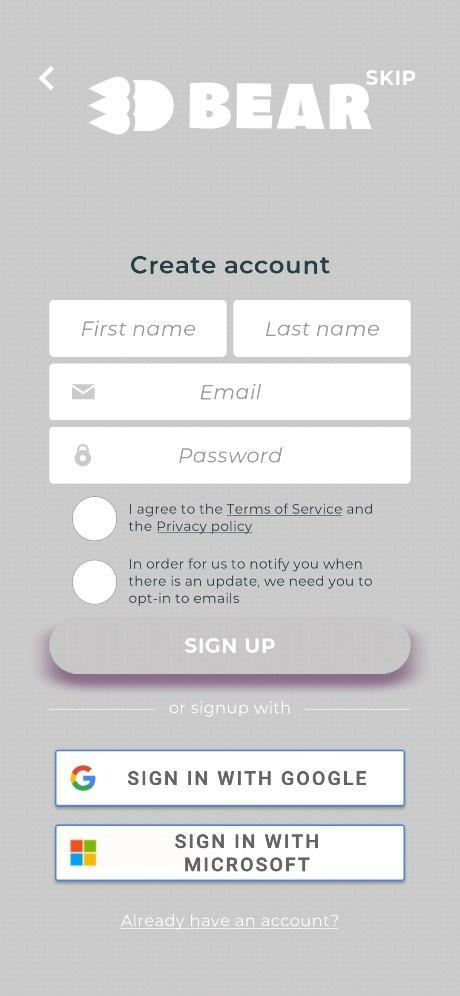 SKIP
3D BEAR
Create account
First name
Last name
Email
Password
I agree to the Terms of Service and
the Privacy policy
In order for us to notify you when
there is an update, we need you to
opt-in to emails
SIGN UP
or signup with
SIGN IN WITH GOOGLE
SIGN IN WITH
MICROSOFT
Already have an account?